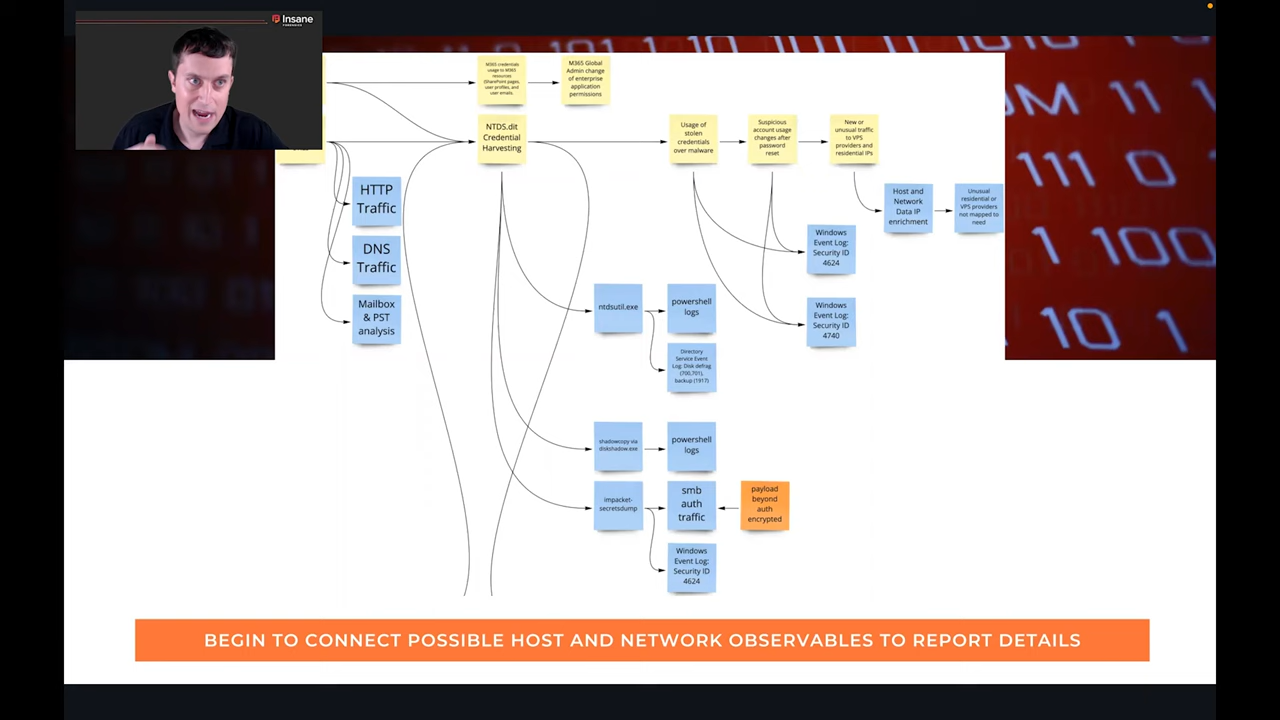 Insane
FORENSICS
M365 credentials
usage to M365
resources
(SharePoint pages,
user profiles, and
user emails.
M365 Global
Admin change
of enterprise
application
permissions
NTDS.dit
Credential
Harvesting
Usage of
stolen
credentials
over malware
Suspicious
account usage
changes after
password
reset
New or
unusual traffic
to VPS
providers and
residential IPs
HTTP
Traffic
DNS
Traffic
Mailbox
& PST
analysis
Host and
Network
Data IP
enrichment
Unusual
residential or
VPS providers
not mapped to
need
Windows
Event Log:
Security ID
4624
Windows
Event Log:
Security ID
4740
ntdsutil.exe
powershell
logs
Directory
Service Event
Log: Disk defrag
(700,701),
backup (1917)
shadowcopy via
diskshadow.exe
powershell
logs
impacket-
secretsdump
smb
auth
traffic
payload
beyond
auth
encrypted
Windows
Event Log:
Security ID
4624
BEGIN TO CONNECT POSSIBLE HOST AND NETWORK OBSERVABLES TO REPORT DETAILS